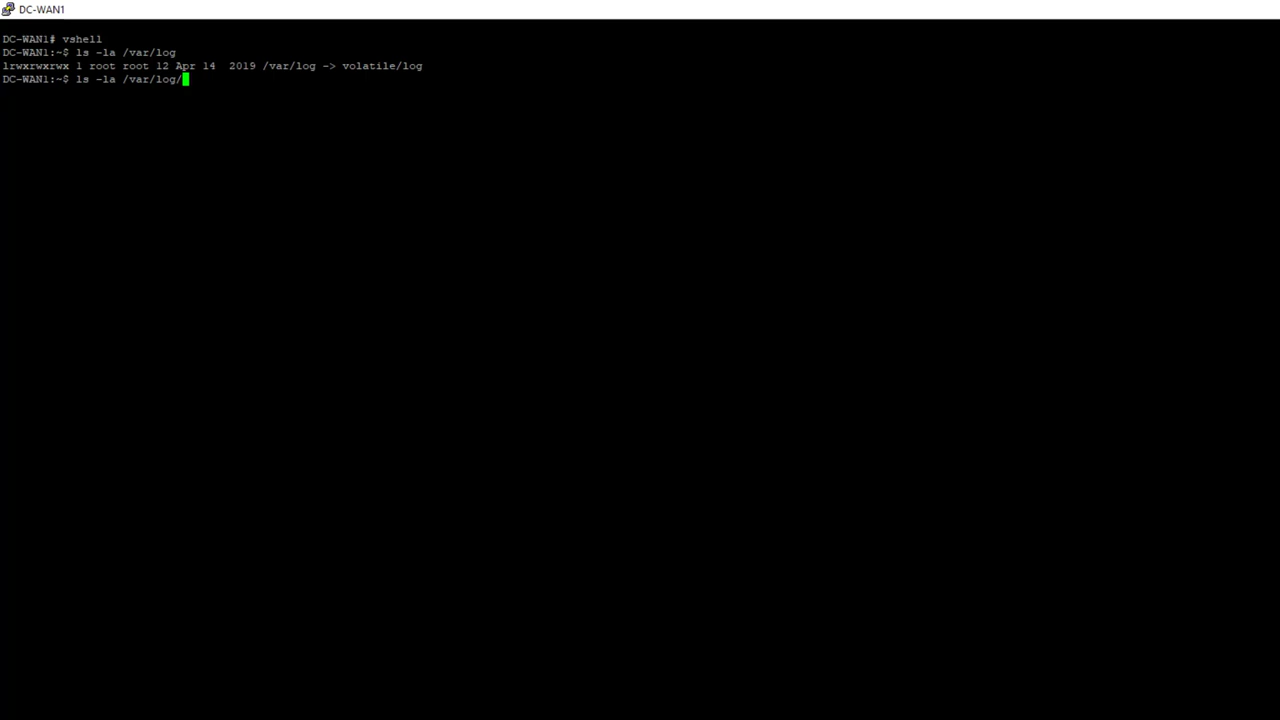 DC-WAN1
DC-WAN1# vshell
DC-WAN1:~$ ls -la /var/log
lrwxrwxrwx 1 root root 12 Apr 14  2019 /var/log -> volatile/log
DC-WAN1:~$ ls -la /var/log/